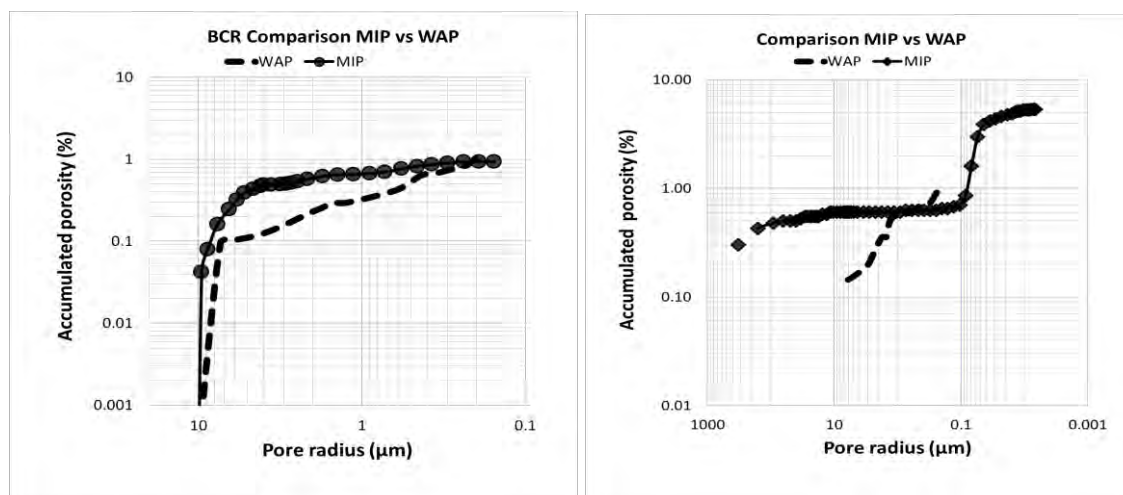 BCR Comparison MIP vs WAP
WAP MIP
10
1
0.1
0.01
0.001
10 1 0.1
Accumulated porosity (%)
Pore radius (µm)
Comparison MIP vs WAP
WAP MIP
10.00
1.00
0.10
0.01
1000 10 0.1 0.001
Accumulated porosity (%)
Pore radius (µm)